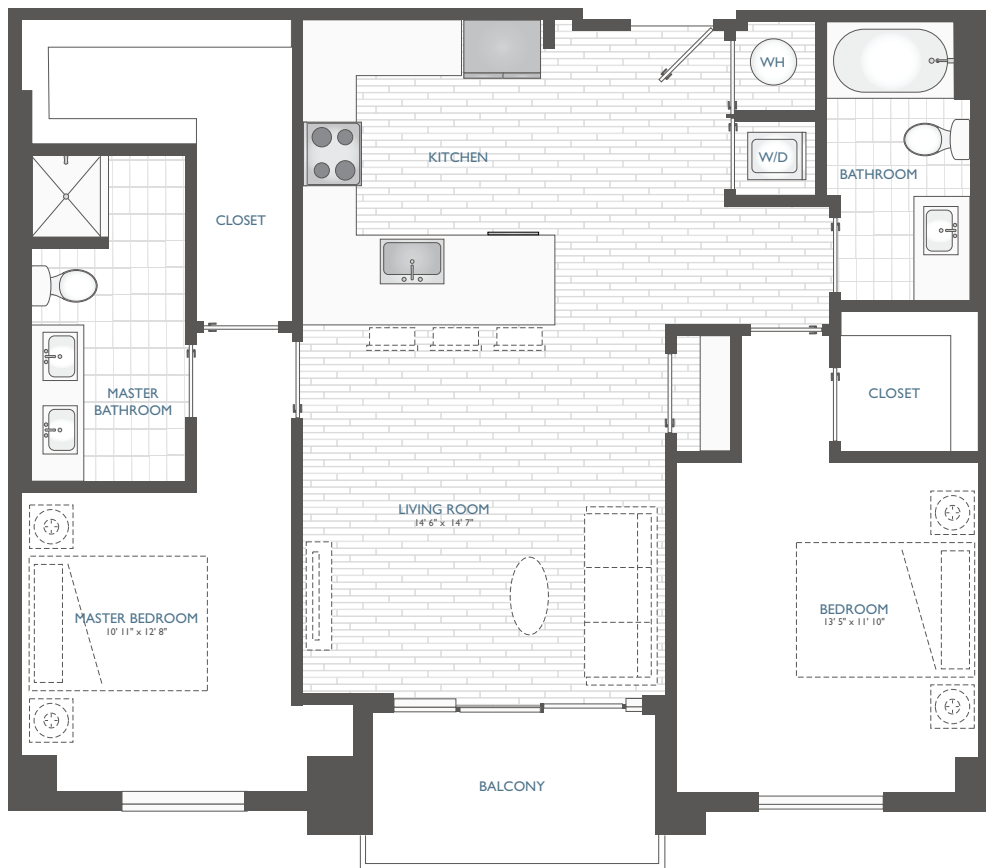 WH
KITCHEN
W/D
BATHROOM
CLOSET
MASTER
BATHROOM
CLOSET
LIVING ROOM
14' 6" x 14' 7"
MASTER BEDROOM
10' 11" x 12' 8"
BEDROOM
13' 5" x 11' 10"
BALCONY